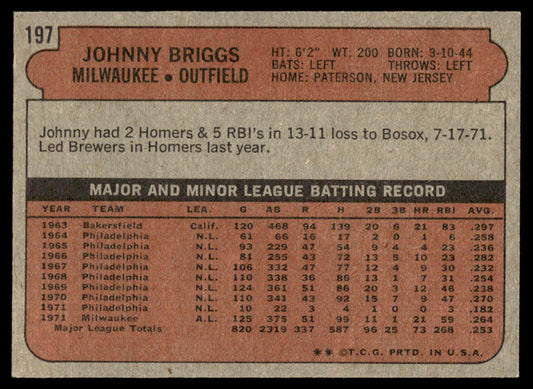 197
JOHNNY BRIGGS
MILWAUKEE • OUTFIELD
HT: 6'2" WT: 200 BORN: 3-10-44
BATS: LEFT THROWS: LEFT
HOME: PATERSON, NEW JERSEY
Johnny had 2 Homers & 5 RBI's in 13-11 loss to Bosox, 7-17-71.
Led Brewers in Homers last year.
MAJOR AND MINOR LEAGUE BATTING RECORD
YEAR TEAM LEA. G AB R H 2B 3B HR RBI AVG.
1963 Bakersfield Calif. 120 468 94 139 20 6 21 83 .297
1964 Philadelphia N.L. 61 66 16 17 2 0 1 6 .258
1965 Philadelphia N.L. 93 229 47 54 9 4 4 23 .236
1966 Philadelphia N.L. 81 255 43 72 13 5 10 23 .282
1967 Philadelphia N.L. 106 332 47 77 12 4 9 30 .232
1968 Philadelphia N.L. 110 338 36 86 13 1 7 31 .254
1969 Philadelphia N.L. 124 361 51 86 20 3 12 46 .238
1970 Philadelphia N.L. 110 341 43 92 15 7 9 47 .270
1971 Philadelphia N.L. 10 22 3 4 1 0 0 3 .182
1971 Milwaukee A.L. 125 375 51 99 11 1 21 59 .264
Major League Totals 820 2319 337 587 96 25 73 268 .253
** ©T.C.G. PRTD. IN U.S.A.